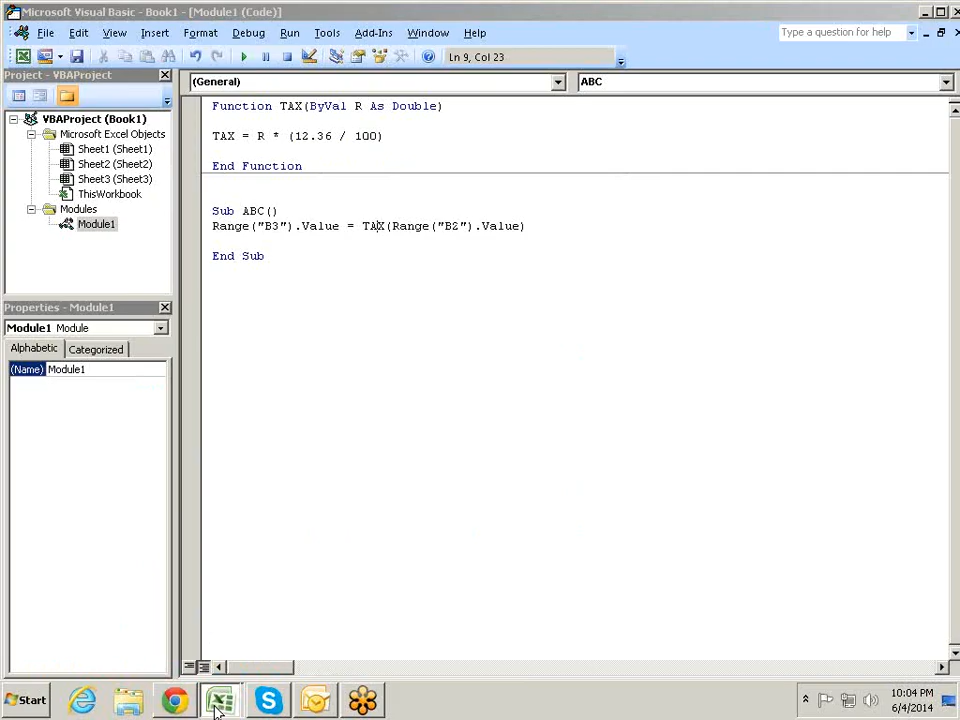 Microsoft Visual Basic - Book1 - [Module1 (Code)]
File Edit View Insert Format Debug Run Tools Add-Ins Window Help
Type a question for help
Ln 9, Col 23
Project - VBAProject
(General)
ABC
VBAProject (Book1)
Microsoft Excel Objects
Sheet1 (Sheet1)
Sheet2 (Sheet2)
Sheet3 (Sheet3)
ThisWorkbook
Modules
Module1
Function TAX(ByVal R As Double)
TAX = R * (12.36 / 100)
End Function
Sub ABC()
Range("B3").Value = TAX(Range("B2").Value)
End Sub
Properties - Module1
Module1 Module
Alphabetic Categorized
(Name) Module1
Start
10:04 PM
6/4/2014